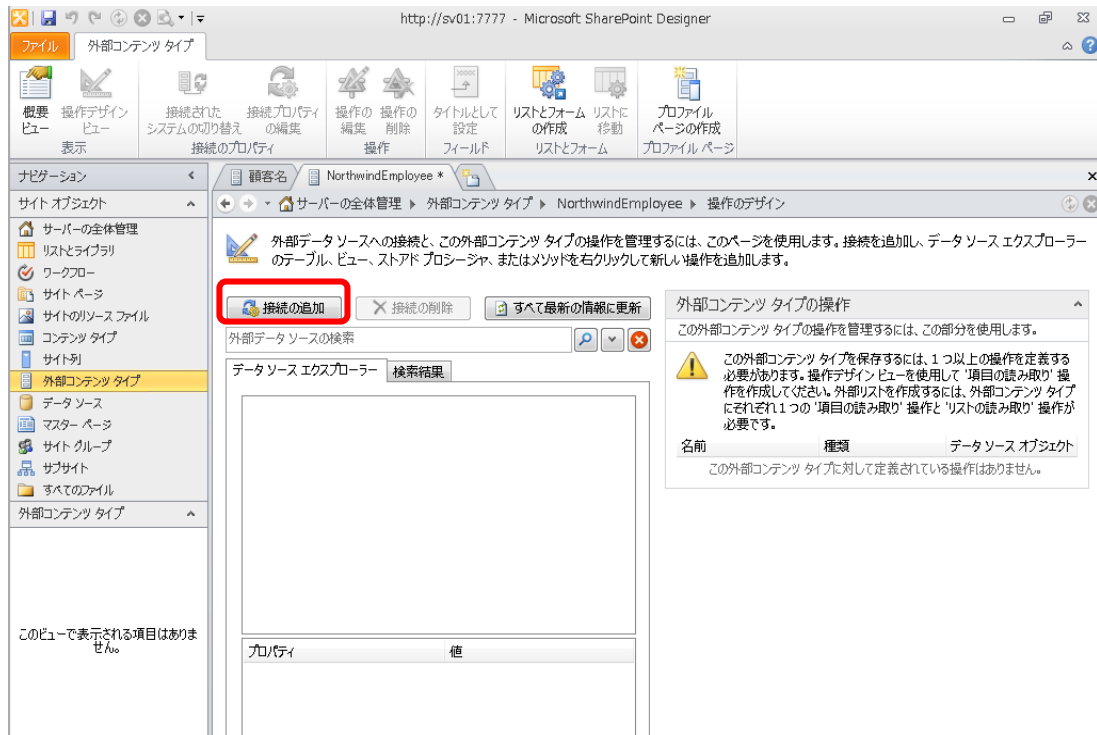 http://sv01:7777 - Microsoft SharePoint Designer
ファイル
外部コンテンツ タイプ
概要
ビュー
操作デザイン
ビュー
接続された
システムの切り替え
接続プロパティ
の編集
操作の
編集
操作の
削除
タイトルとして
設定
リストとフォーム
の作成
リストに
移動
プロファイル
ページの作成
表示
接続のプロパティ
操作
フィールド
リストとフォーム
プロファイル ページ
ナビゲーション
サイト オブジェクト
サーバーの全体管理
リストとライブラリ
ワークフロー
サイト ページ
サイトのリソース ファイル
コンテンツ タイプ
サイト列
外部コンテンツ タイプ
データ ソース
マスター ページ
サイト グループ
サブサイト
すべてのファイル
外部コンテンツ タイプ
このビューで表示される項目はありま
せん。
顧客名
NorthwindEmployee *
サーバーの全体管理 ▶ 外部コンテンツ タイプ ▶ NorthwindEmployee ▶ 操作のデザイン
外部データ ソースへの接続と、この外部コンテンツ タイプの操作を管理するには、このページを使用します。接続を追加し、データ ソース エクスプローラー
のテーブル、ビュー、ストアド プロシージャ、またはメソッドを右クリックして新しい操作を追加します。
接続の追加
接続の削除
すべて最新の情報に更新
外部データ ソースの検索
データ ソース エクスプローラー
検索結果
プロパティ
値
外部コンテンツ タイプの操作
この外部コンテンツ タイプの操作を管理するには、この部分を使用します。
この外部コンテンツ タイプを保存するには、1 つ以上の操作を定義する
必要があります。操作デザイン ビューを使用して '項目の読み取り' 操
作を作成してください。外部リストを作成するには、外部コンテンツ タイプ
にそれぞれ 1 つの '項目の読み取り' 操作と 'リストの読み取り' 操作が
必要です。
名前
種類
データ ソース オブジェクト
この外部コンテンツ タイプに対して定義されている操作はありません。